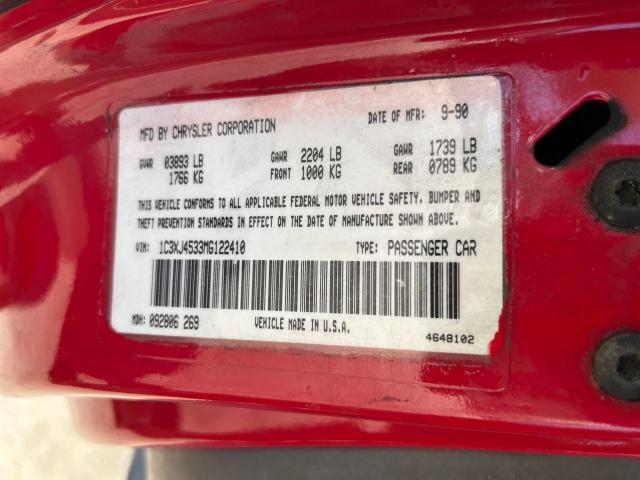 MFD BY CHRYSLER CORPORATION DATE OF MFR: 9-90
GVWR 03893 LB GAWR 2204 LB GAWR 1739 LB
1766 KG FRONT 1000 KG REAR 0789 KG
THIS VEHICLE CONFORMS TO ALL APPLICABLE FEDERAL MOTOR VEHICLE SAFETY, BUMPER AND
THEFT PREVENTION STANDARDS IN EFFECT ON THE DATE OF MANUFACTURE SHOWN ABOVE.
VIN: 1C3XJ4533MG122410 TYPE: PASSENGER CAR
MDH: 092806 269 VEHICLE MADE IN U.S.A. 4648102